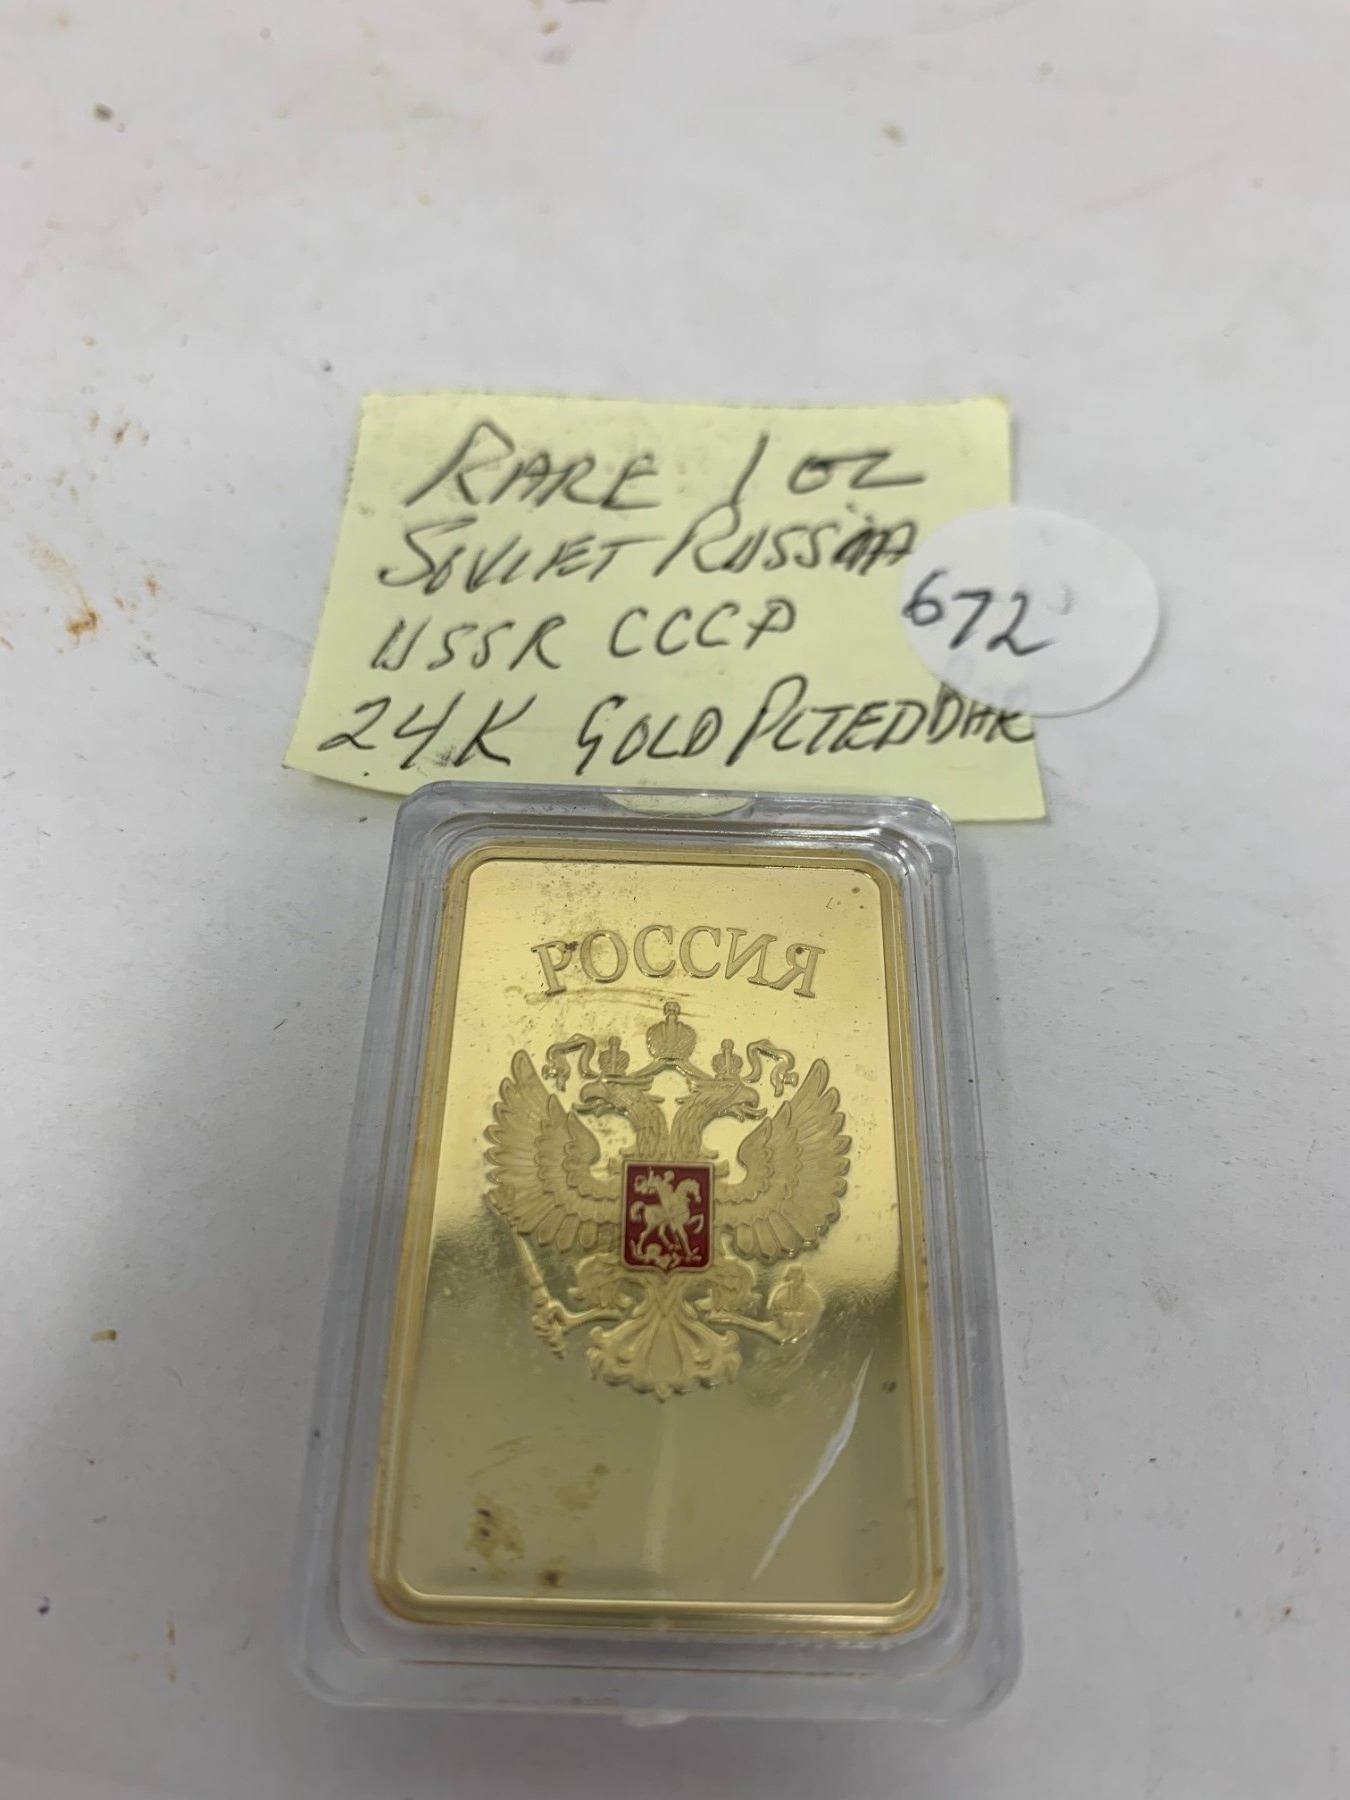 RARE 1 OZ
SOVIET RUSSIA
USSR CCCP
24K GOLD PLTED BAR
672
РОССИЯ